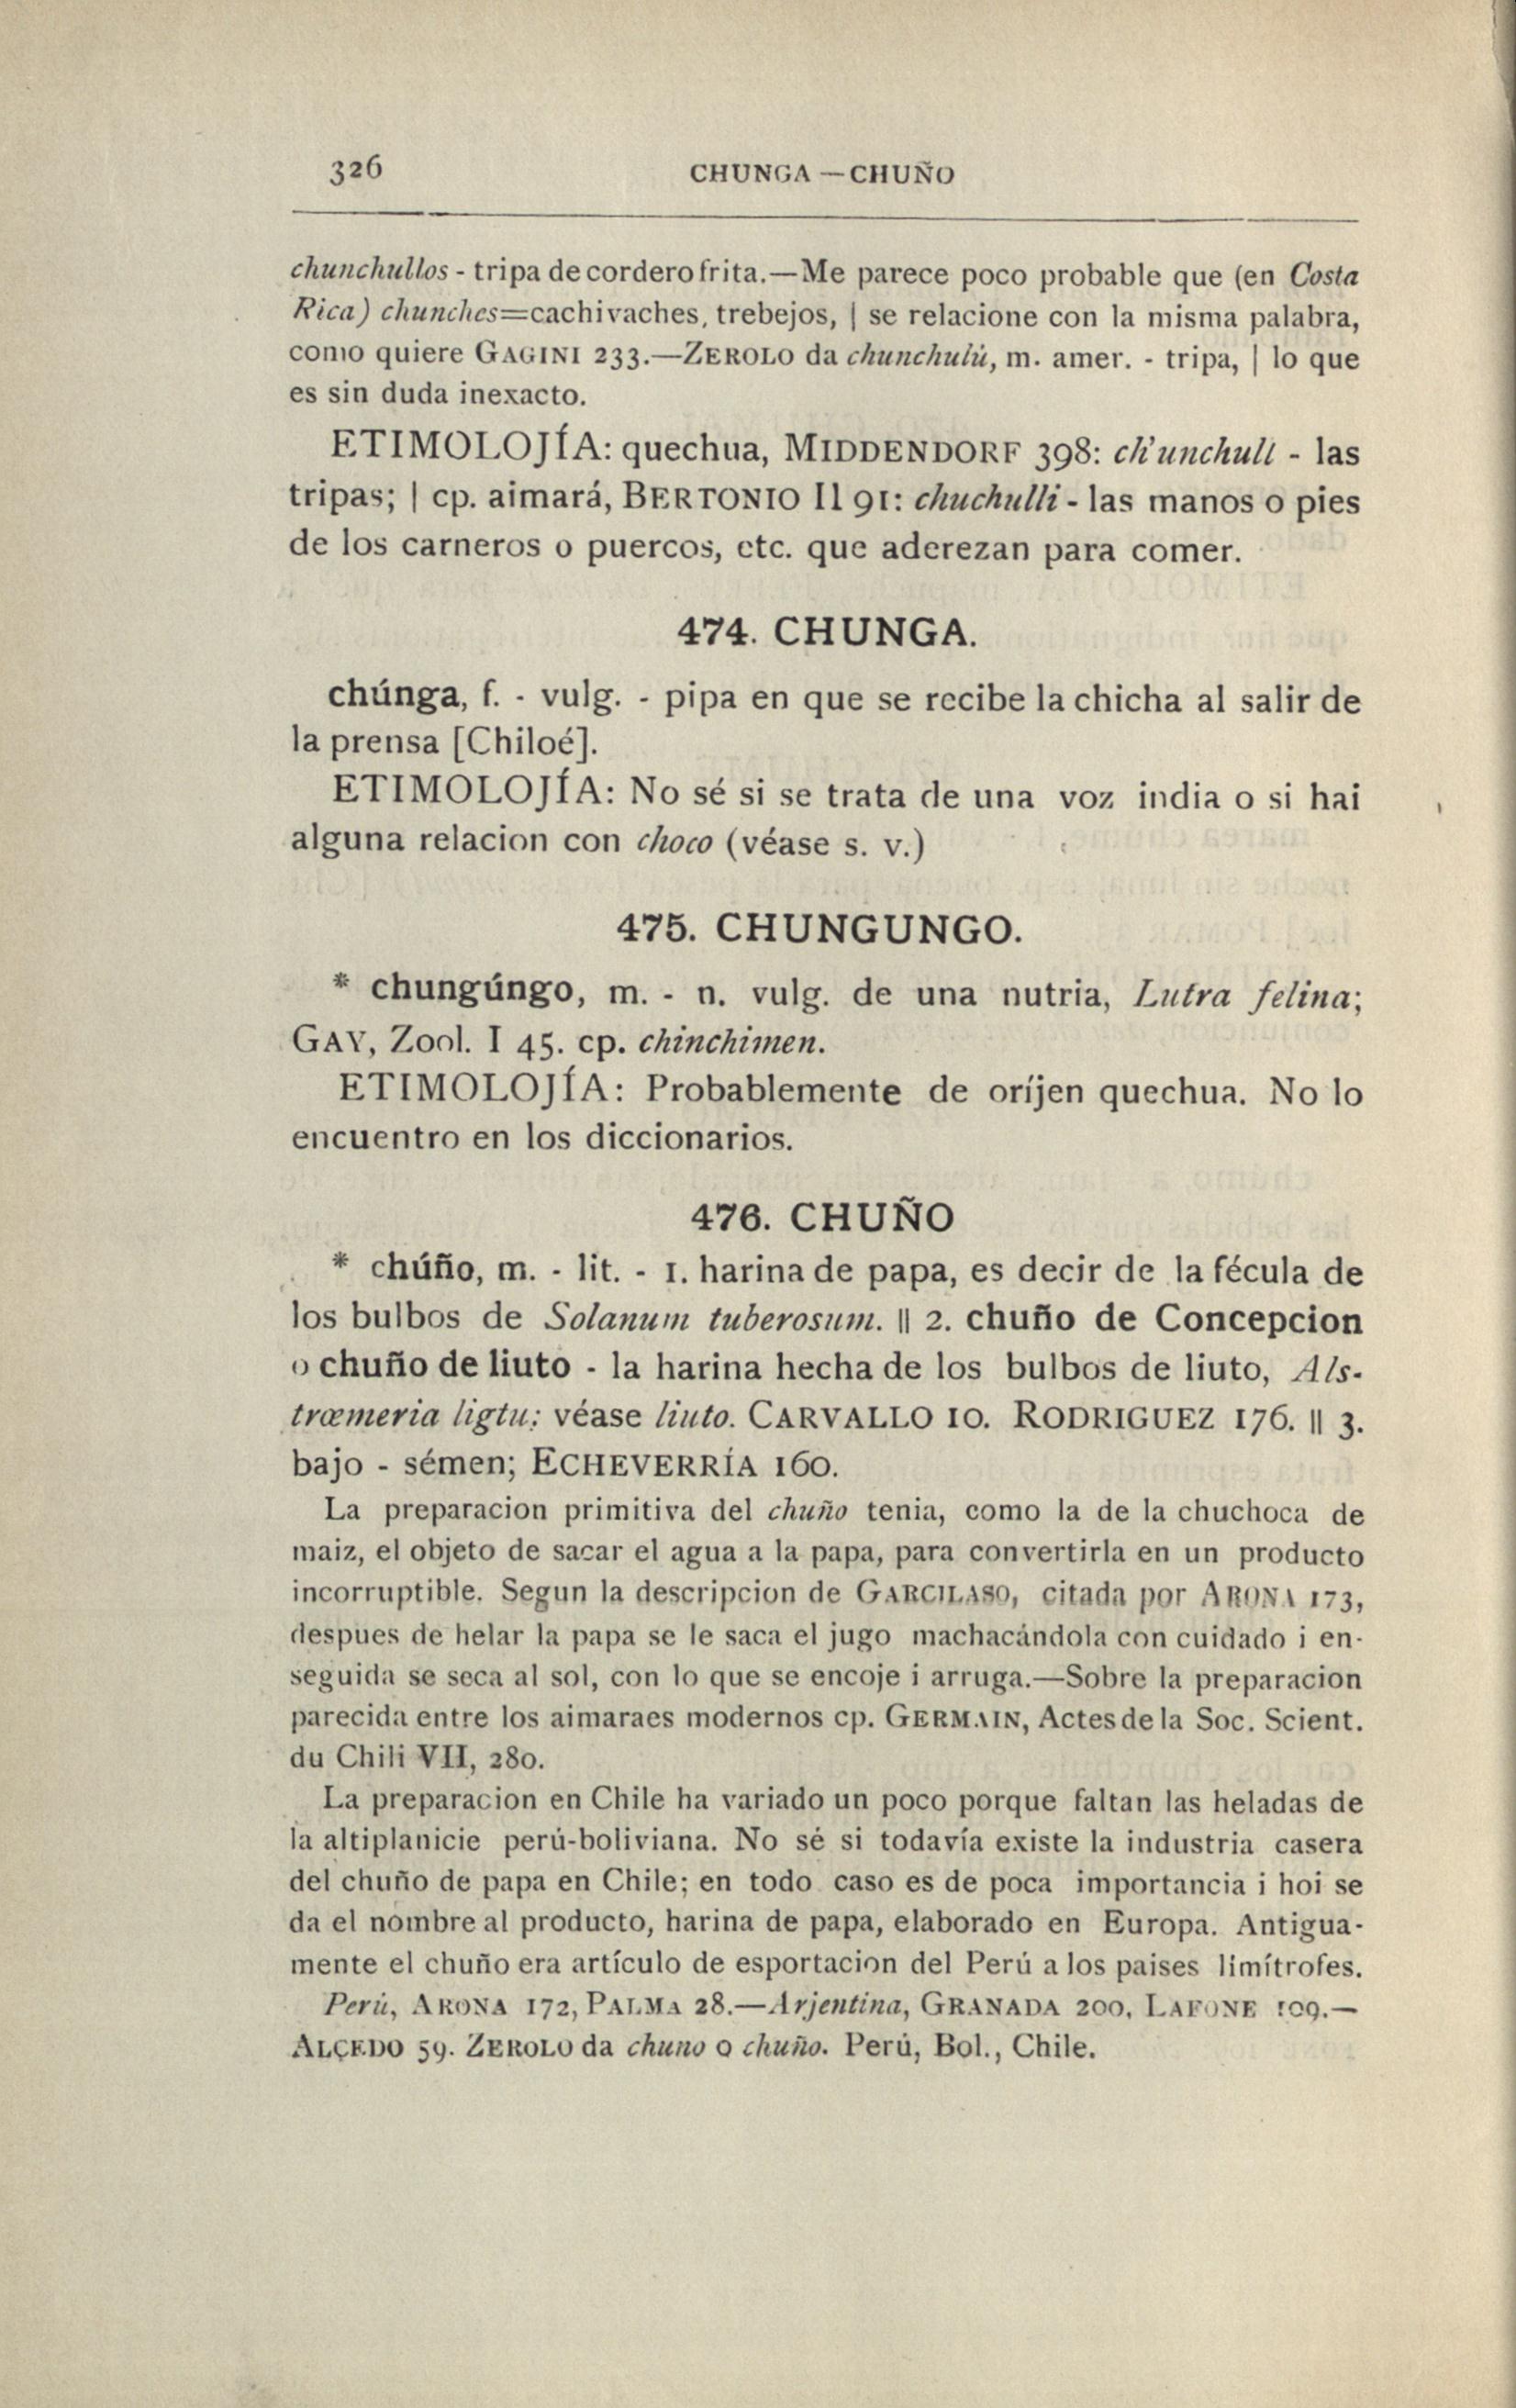 326
CHUNGA — CHUÑO
chunchullos - tripa de cordero frita.—Me parece poco probable que (en Costa
Rica) chunches=cachivaches, trebejos, | se relacione con la misma palabra,
como quiere GAGINI 233.—ZEROLO da chunchulú, m. amer. - tripa, | lo que
es sin duda inexacto.
ETIMOLOJÍA: quechua, MIDDENDORF 398: ch'unchull - las
tripas; | cp. aimará, BERTONIO II 91: chuchulli - las manos o pies
de los carneros o puercos, etc. que aderezan para comer.
474. CHUNGA.
chúnga, f. - vulg. - pipa en que se recibe la chicha al salir de
la prensa [Chiloé].
ETIMOLOJÍA: No sé si se trata de una voz india o si hai
alguna relacion con choco (véase s. v.)
475. CHUNGUNGO.
* chungúngo, m. - n. vulg. de una nutria, Lutra felina;
GAY, Zool. I 45. cp. chinchimen.
ETIMOLOJÍA: Probablemente de oríjen quechua. No lo
encuentro en los diccionarios.
476. CHUÑO
* chúño, m. - lit. - 1. harina de papa, es decir de la fécula de
los bulbos de Solanum tuberosum. || 2. chuño de Concepcion
o chuño de liuto - la harina hecha de los bulbos de liuto, Als-
trœmeria ligtu; véase liuto. CARVALLO 10. RODRIGUEZ 176. || 3.
bajo - sémen; ECHEVERRÍA 160.
La preparacion primitiva del chuño tenia, como la de la chuchoca de
maiz, el objeto de sacar el agua a la papa, para convertirla en un producto
incorruptible. Segun la descripcion de GARCILASO, citada por ARONA 173,
despues de helar la papa se le saca el jugo machacándola con cuidado i en-
seguida se seca al sol, con lo que se encoje i arruga.—Sobre la preparacion
parecida entre los aimaraes modernos cp. GERMAIN, Actes de la Soc. Scient.
du Chili VII, 280.
La preparacion en Chile ha variado un poco porque faltan las heladas de
la altiplanicie perú-boliviana. No sé si todavía existe la industria casera
del chuño de papa en Chile; en todo caso es de poca importancia i hoi se
da el nombre al producto, harina de papa, elaborado en Europa. Antigua-
mente el chuño era artículo de esportacion del Perú a los paises limítrofes.
Perú, ARONA 172, PALMA 28.—Arjentina, GRANADA 200, LAFONE 109.—
ALCEDO 59. ZEROLO da chuno o chuño. Perú, Bol., Chile.